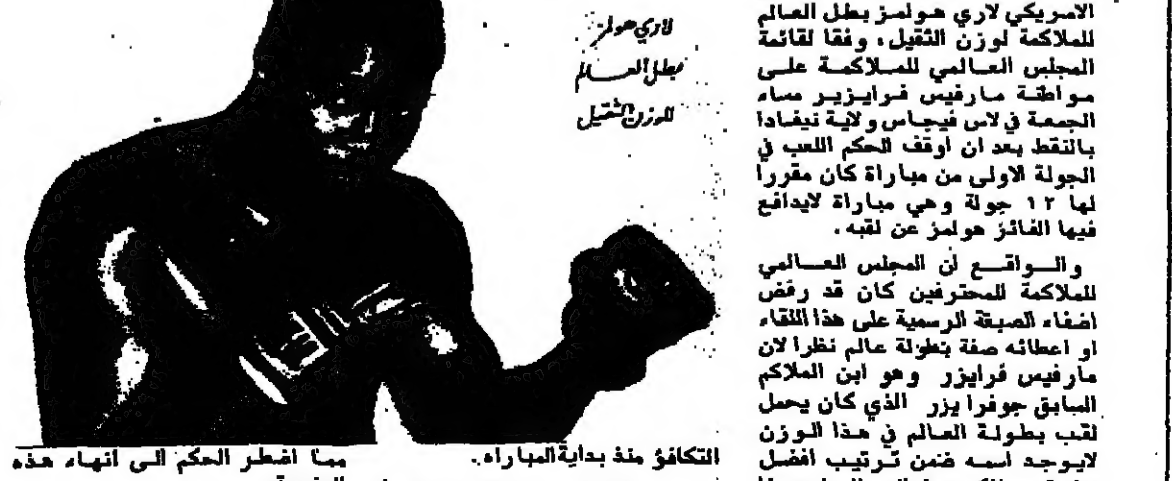 الامريكي لاري هولمز بطل العالم
للملاكمة لوزن الثقيل، وفقا لقائمة
المجلس العالمي للملاكمة على
مواطنة مارفيس فرايزير مساء
الجمعة في لاس فيجاس ولاية نيفادا
بالنقط بعد ان اوقف الحكم اللعب في
الجولة الاولى من مباراة كان مقررا
لها ١٢ جولة وهي مباراة لايدافع
فيها الفائز هولمز عن لقبه .
والواقع ان المجلس العالمي
للملاكمة للمحترفين كان قد رفض
اضفاء الصبغة الرسمية على هذا اللقاء
او اعطائه صفة بطولة عالم نظرا لان
مارفيس فرايزر وهو ابن الملاكم
السابق جوفرا يزر الذي كان يحمل
لقب بطولة العالم في هذا الوزن
لايوجد اسمه ضمن ترتيب افضل
لاري هولمز
بطل العالم
للوزن الثقيل
التكافؤ منذ بداية المباراه .
مما اضطر الحكم الى انهاء هذه